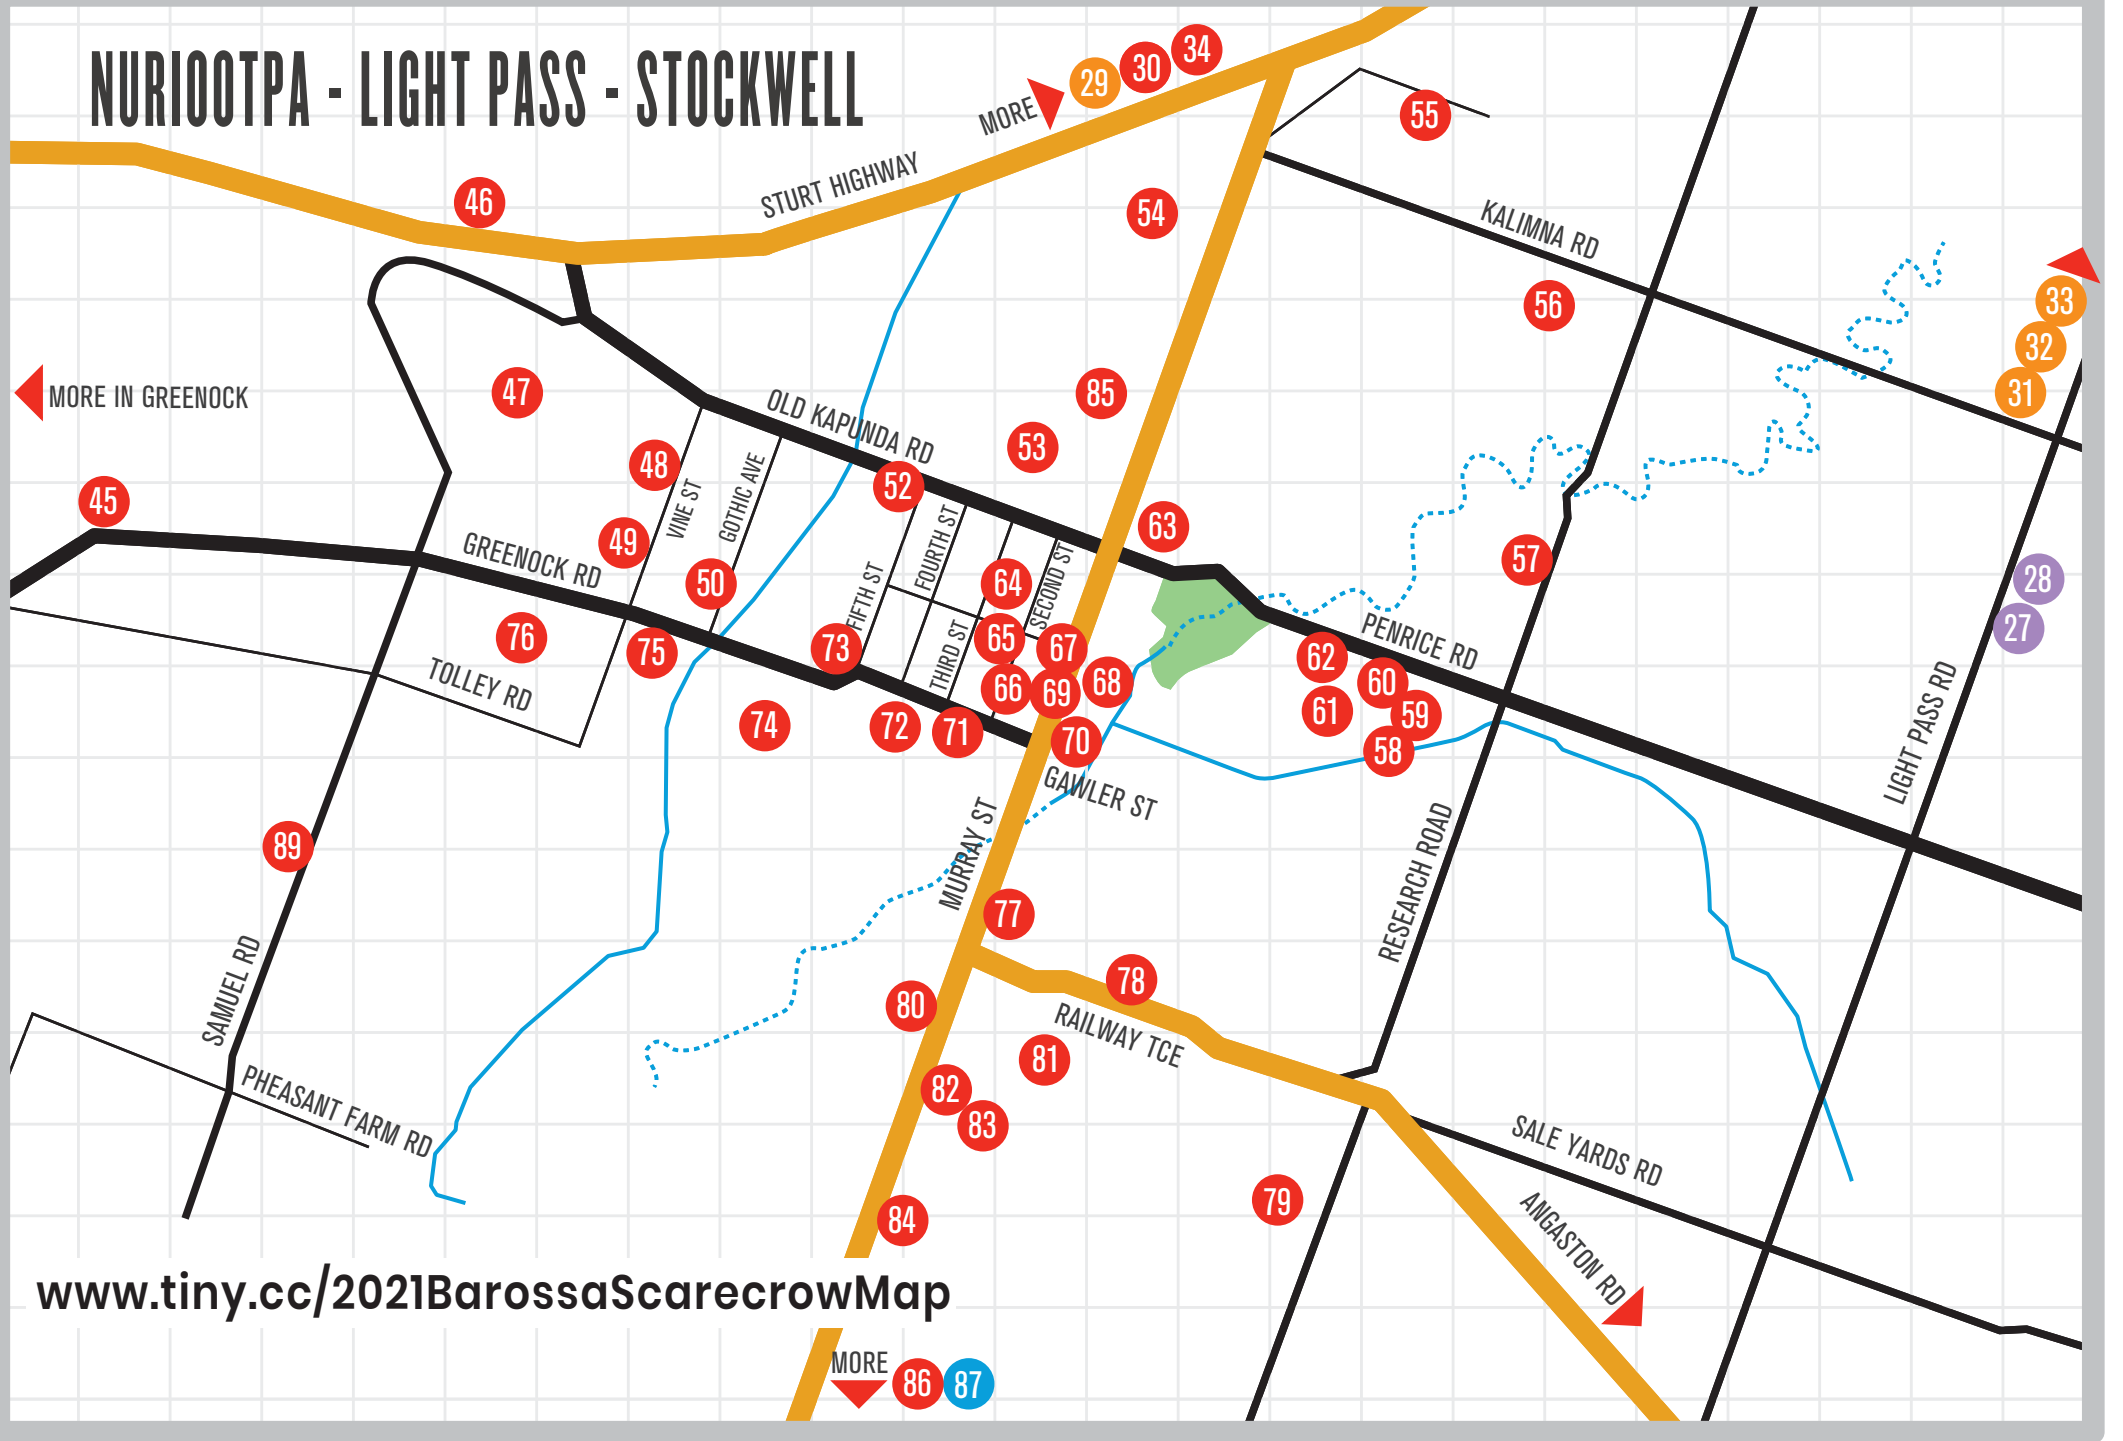 NURIOOTPA - LIGHT PASS - STOCKWELL
MORE
29
30
34
55
STURT HIGHWAY
46
54
KALIMNA RD
56
33
32
31
MORE IN GREENOCK
47
85
OLD KAPUNDA RD
53
48
52
45
VINE ST
GOTHIC AVE
49
GREENOCK RD
50
FIFTH ST
FOURTH ST
64
SECOND ST
63
57
28
27
76
75
73
THIRD ST
65
67
66
69
68
62
PENRICE RD
60
61
59
58
TOLLEY RD
74
72
71
70
GAWLER ST
LIGHT PASS RD
89
MURRAY ST
RESEARCH ROAD
77
SAMUEL RD
80
78
RAILWAY TCE
81
82
83
PHEASANT FARM RD
SALE YARDS RD
79
84
ANGASTON RD
www.tiny.cc/2021BarossaScarecrowMap
MORE
86
87